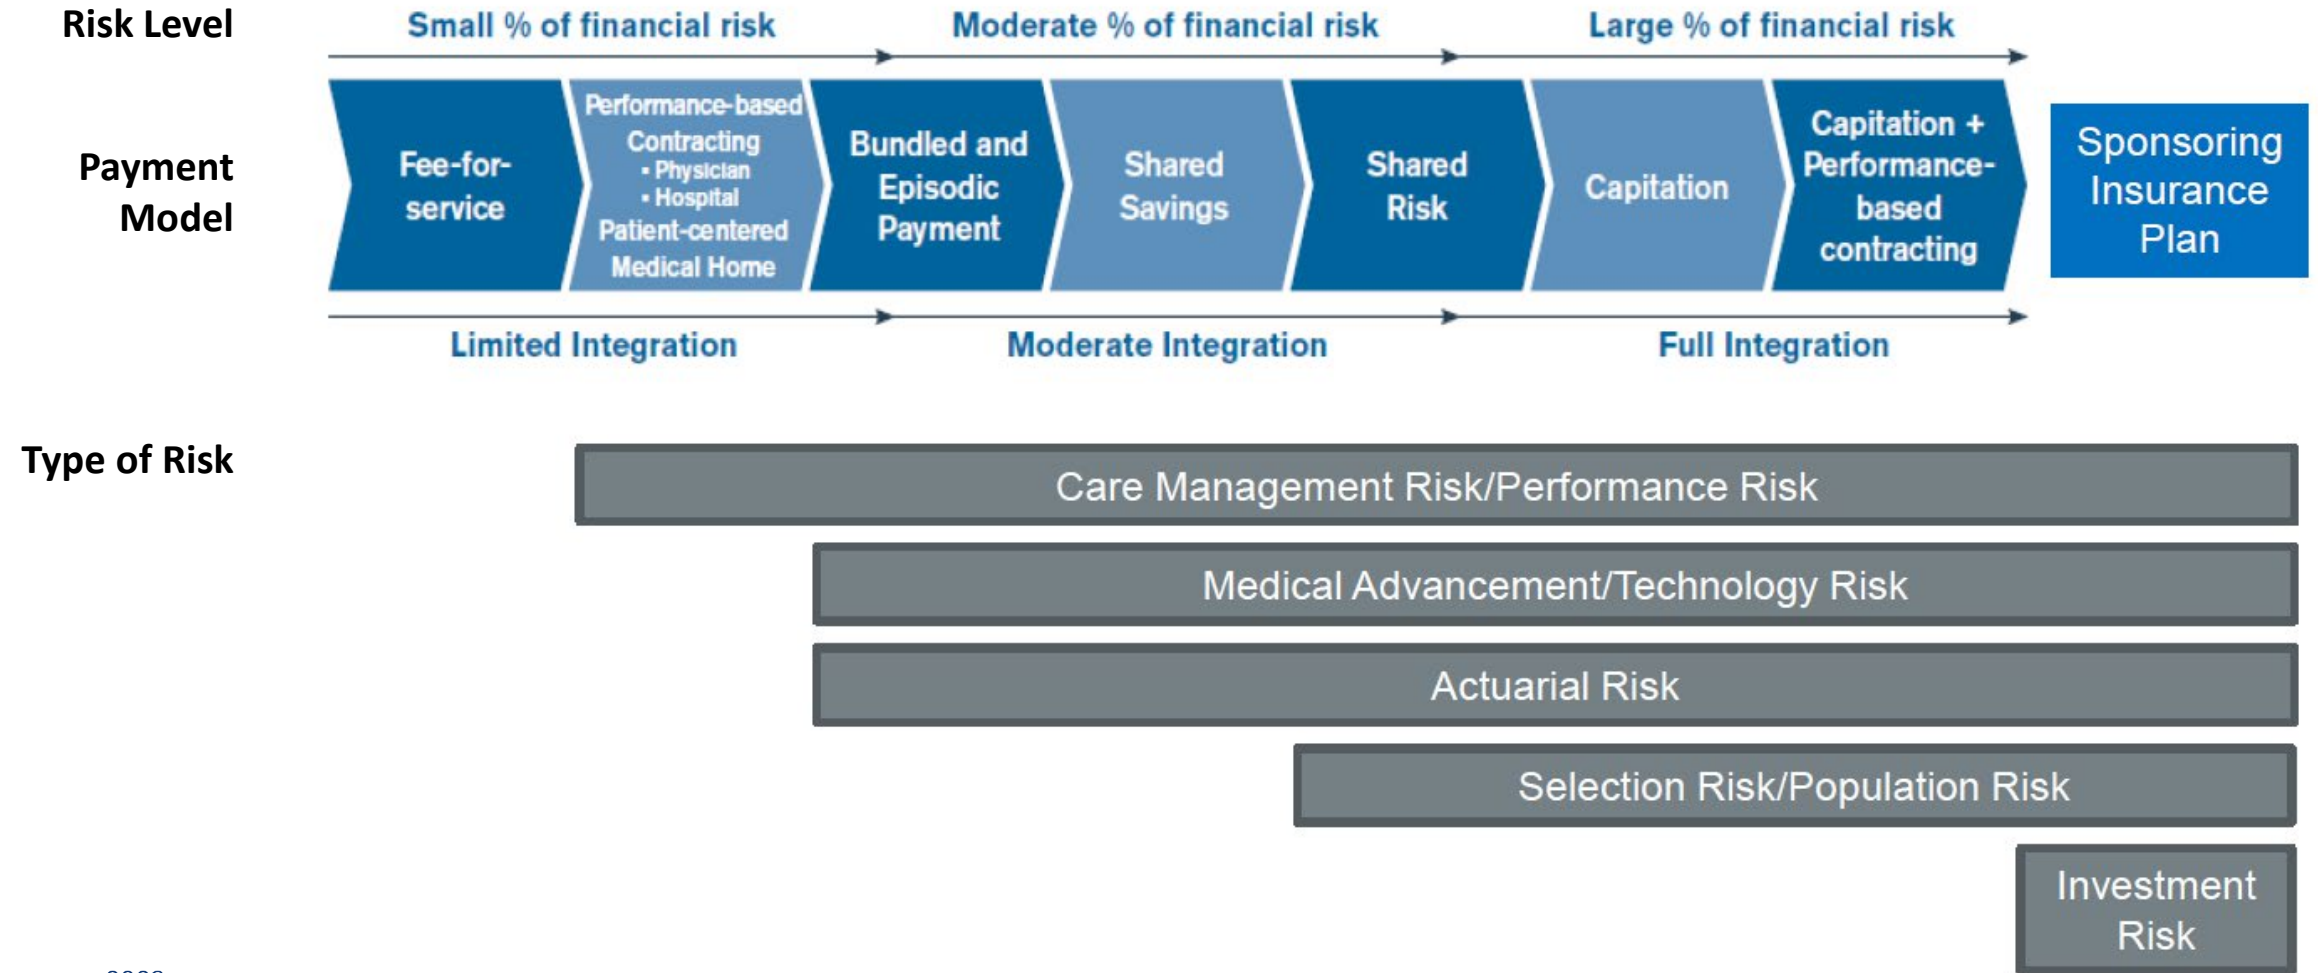 Risk Level
Small % of financial risk
Moderate % of financial risk
Large % of financial risk
Payment
Model
Fee-for-
service
Performance-based
Contracting
▪ Physician
▪ Hospital
Patient-centered
Medical Home
Bundled and
Episodic
Payment
Shared
Savings
Shared
Risk
Capitation
Capitation +
Performance-
based
contracting
Sponsoring
Insurance
Plan
Limited Integration
Moderate Integration
Full Integration
Type of Risk
Care Management Risk/Performance Risk
Medical Advancement/Technology Risk
Actuarial Risk
Selection Risk/Population Risk
Investment
Risk